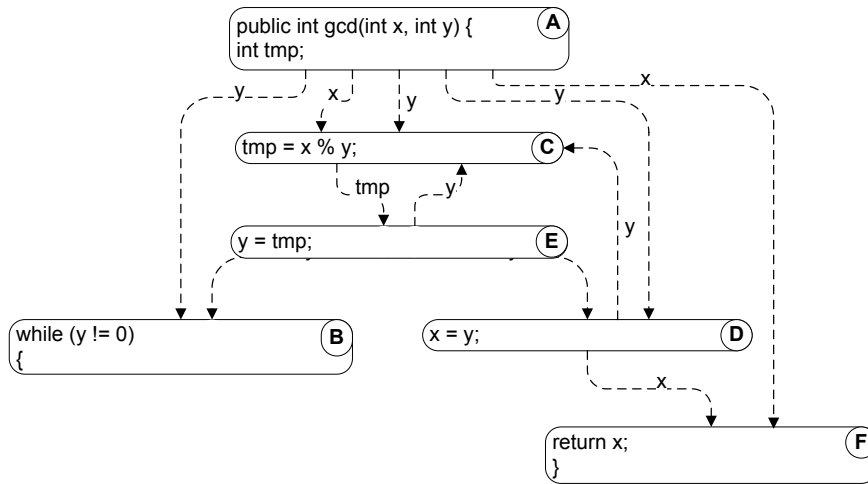 public int gcd(int x, int y) {
A
int tmp;
y
x
y
y
x
tmp = x % y;
C
tmp
y
y
y = tmp;
E
while (y != 0)
B
{
x = y;
D
x
return x;
F
}